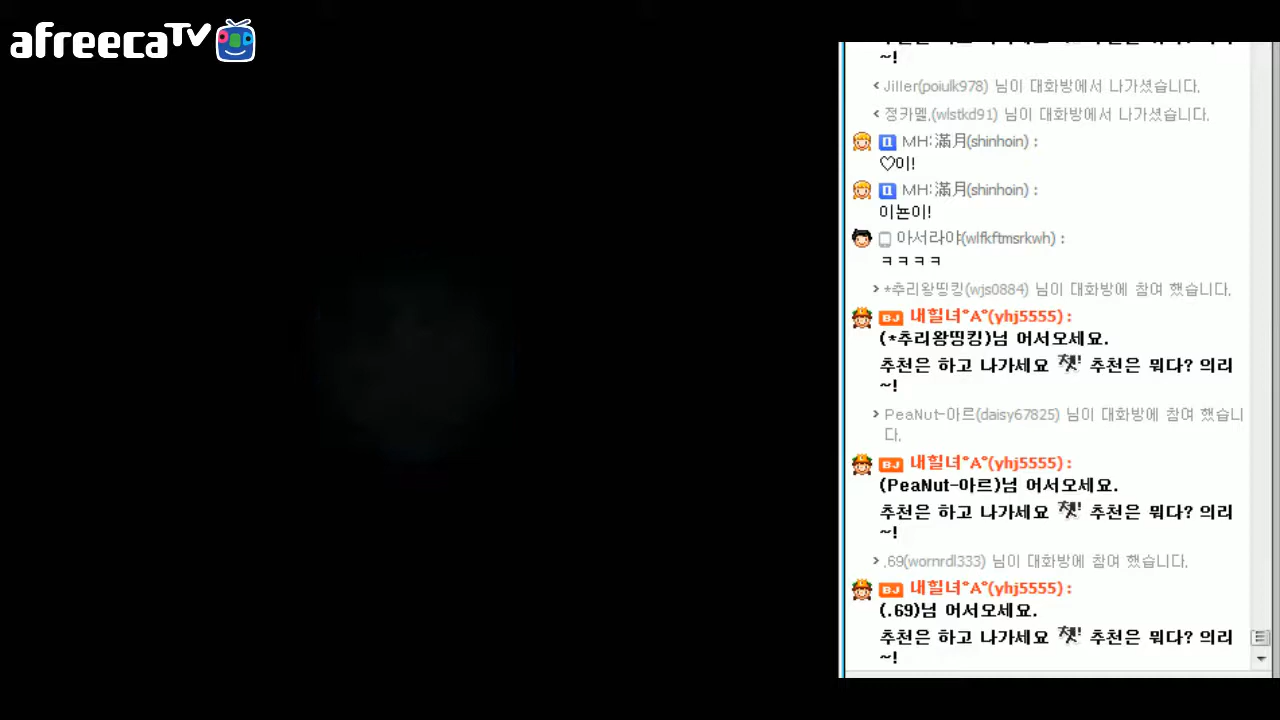 afreecaTV
~!
< Jiller(poiulk978) 님이 대화방에서 나가셨습니다.
< 졍카멜.(wlstkd91) 님이 대화방에서 나가셨습니다.
MH:滿月(shinhoin) :
♡이!
MH:滿月(shinhoin) :
이뇬이!
아서라야(wlfkftmsrkwh) :
ㅋㅋㅋㅋ
> *추리왕띵킹(wjs0884) 님이 대화방에 참여 했습니다.
BJ 내힐녀°A°(yhj5555) :
(*추리왕띵킹)님 어서오세요.
추천은 하고 나가세요 쳇! 추천은 뭐다? 의리
~!
> PeaNut-아르(daisy67825) 님이 대화방에 참여 했습니
다.
BJ 내힐녀°A°(yhj5555) :
(PeaNut-아르)님 어서오세요.
추천은 하고 나가세요 쳇! 추천은 뭐다? 의리
~!
> .69(wornrdl333) 님이 대화방에 참여 했습니다.
BJ 내힐녀°A°(yhj5555) :
(.69)님 어서오세요.
추천은 하고 나가세요 쳇! 추천은 뭐다? 의리
~!